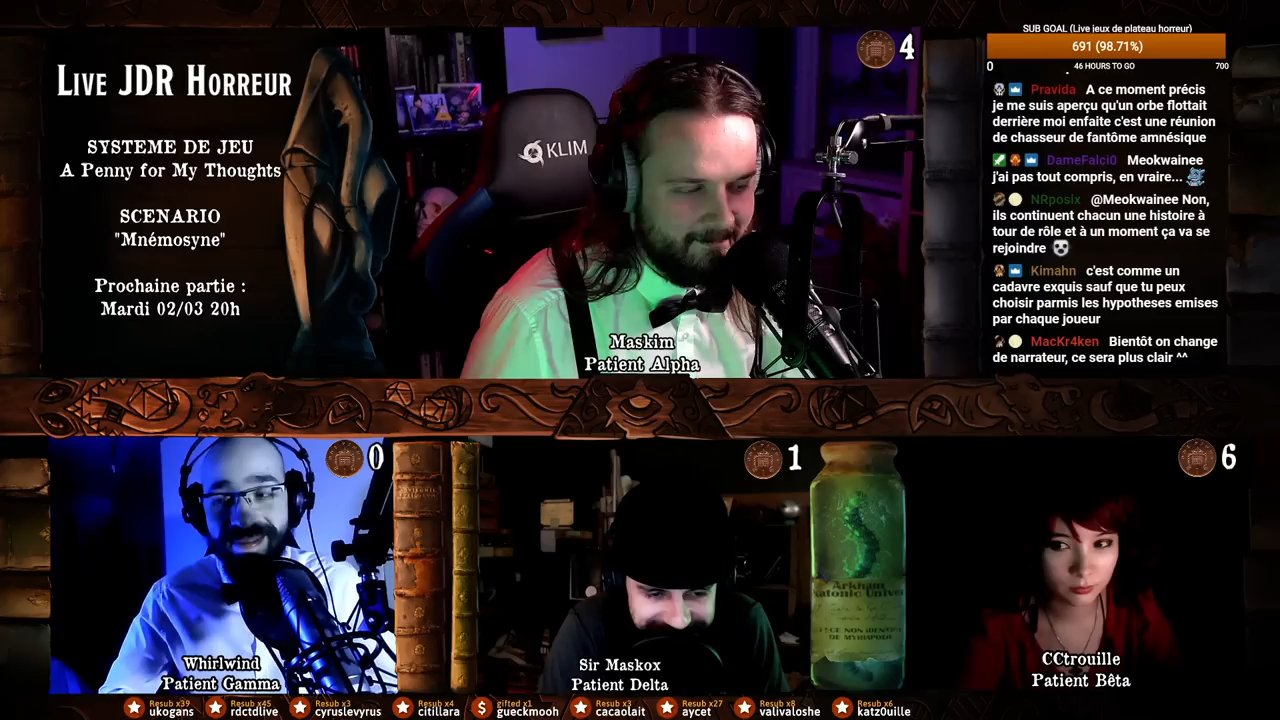 Live JDR Horreur
SYSTEME DE JEU
A Penny for My Thoughts
SCENARIO
"Mnémosyne"
Prochaine partie :
Mardi 02/03 20h
KLIM
4
Maskim
Patient Alpha
SUB GOAL (Live jeux de plateau horreur)
691 (98.71%)
0
46 HOURS TO GO
700
Pravida A ce moment précis
je me suis aperçu qu'un orbe flottait
derrière moi enfaite c'est une réunion
de chasseur de fantôme amnésique
DameFalci0 Meokwainee
j'ai pas tout compris, en vraire...
NRposix @Meokwainee Non,
ils continuent chacun une histoire à
tour de rôle et à un moment ça va se
rejoindre
Kimahn c'est comme un
cadavre exquis sauf que tu peux
choisir parmis les hypotheses emises
par chaque joueur
MacKr4ken Bientôt on change
de narrateur, ce sera plus clair ^^
0
Whirlwind
Patient Gamma
1
Sir Maskox
Patient Delta
Arkham
6
CCtrouille
Patient Bêta
Resub x39
ukogans
Resub x45
rdctdlive
Resub x3
cyruslevyrus
Resub x4
citillara
gifted x1
gueckmooh
Resub x3
cacaolait
Resub x27
aycet
Resub x8
valivaloshe
Resub x6
katz0uille